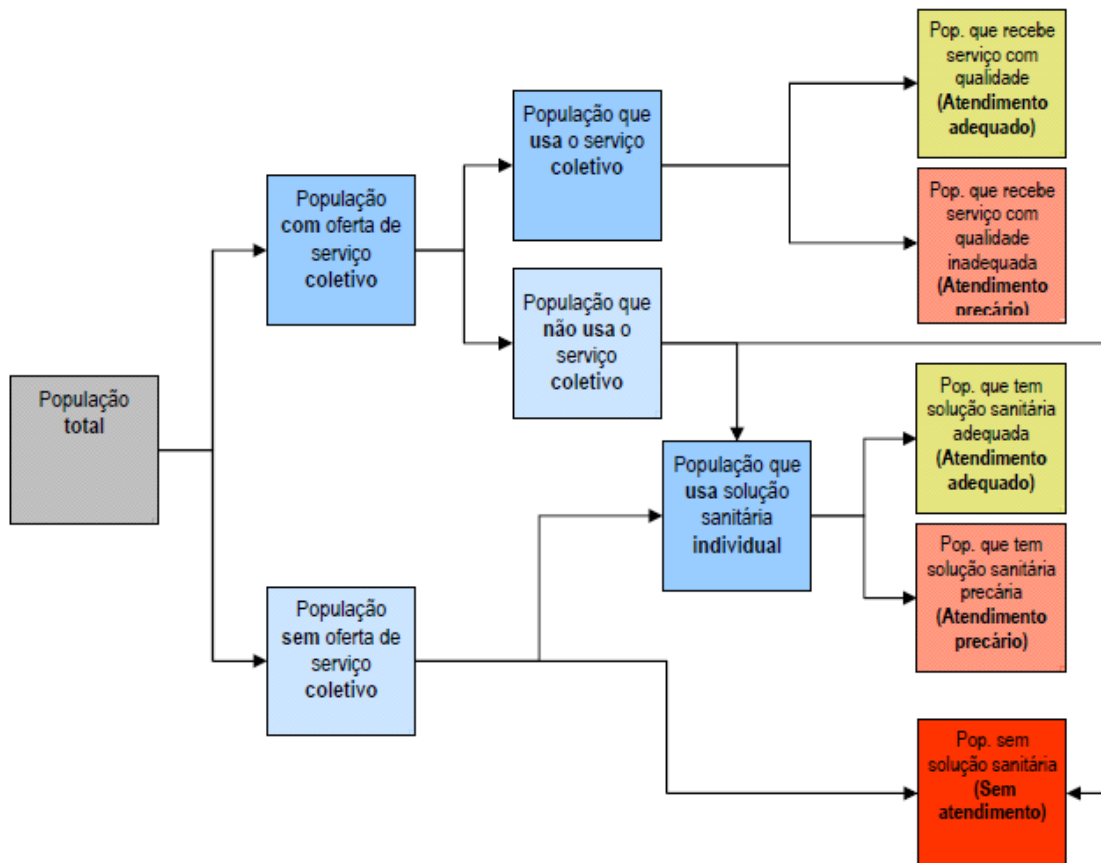 População
total
População
com oferta de
serviço
coletivo
População
sem oferta de
serviço
coletivo
População que
usa o serviço
coletivo
População que
não usa o
serviço
coletivo
População que
usa solução
sanitária
individual
Pop. que recebe
serviço com
qualidade
(Atendimento
adequado)
Pop. que recebe
serviço com
qualidade
inadequada
(Atendimento
precário)
Pop. que tem
solução sanitária
adequada
(Atendimento
adequado)
Pop. que tem
solução sanitária
precária
(Atendimento
precário)
Pop. sem
solução sanitária
(Sem
atendimento)